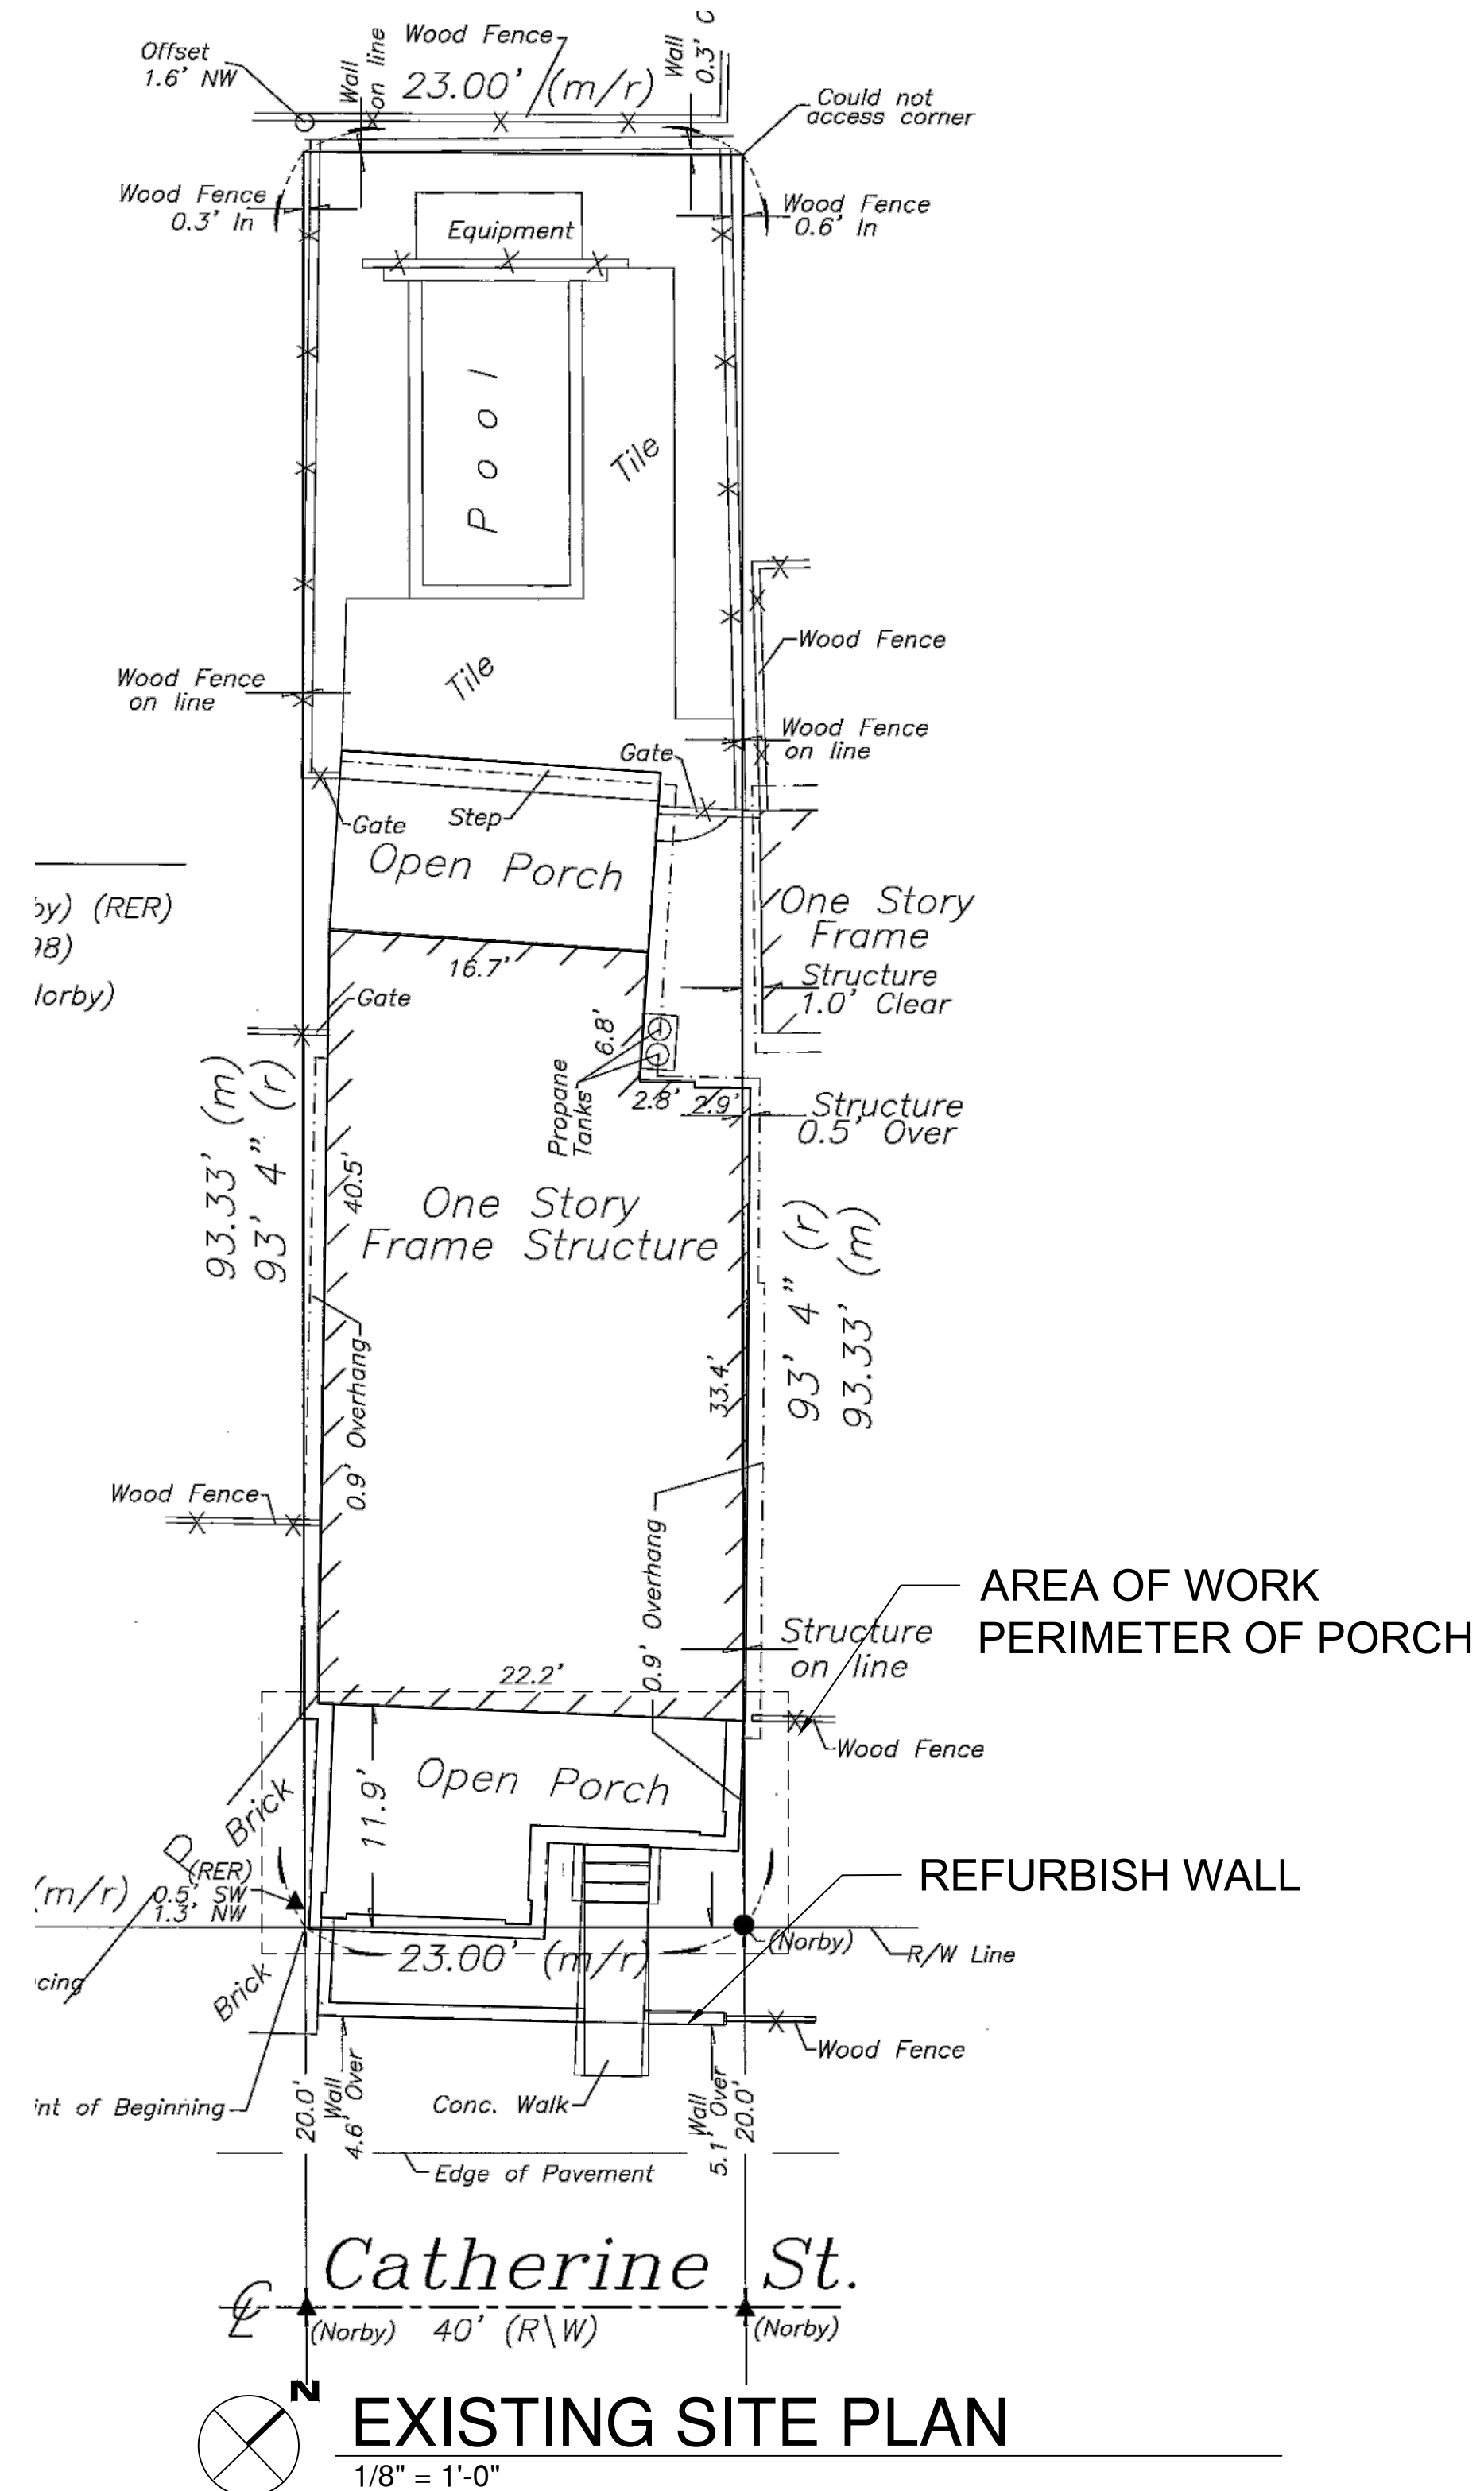 Offset
1.6' NW
Wall
on line
Wood Fence
23.00' (m/r)
Wall
0.3' O
Could not
access corner
Wood Fence
0.3' In
Equipment
Wood Fence
0.6' In
Pool
Tile
Wood Fence
Wood Fence
on line
Tile
Wood Fence
on line
Gate
Gate
Step
Open Porch
by) (RER)
98)
Norby)
One Story
Frame
Structure
1.0' Clear
16.7'
Gate
6.8'
Propane
Tanks
2.8'
2.9'
Structure
0.5' Over
93.33' (m)
93' 4" (r)
40.5'
One Story
Frame Structure
93' 4" (r)
93.33' (m)
33.4'
0.9' Overhang
Wood Fence
0.9' Overhang
AREA OF WORK
PERIMETER OF PORCH
Structure
on line
22.2'
Wood Fence
Open Porch
11.9'
Brick
(RER)
0.5' SW
1.3' NW
(m/r)
REFURBISH WALL
(Norby)
R/W Line
23.00' (m/r)
cing
Brick
Wood Fence
int of Beginning
20.0'
Wall
4.6' Over
Conc. Walk
Wall
5.1' Over
20.0'
Edge of Pavement
Catherine St.
(Norby)
40' (R\W)
(Norby)
N
EXISTING SITE PLAN
1/8" = 1'-0"